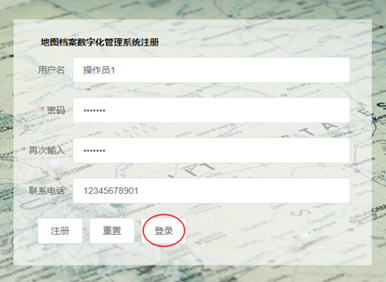 地图档案数字化管理系统注册
用户名 操作员1
* 密码 •••••••
* 再次输入 •••••••
联系电话 12345678901
注册 重置 登录